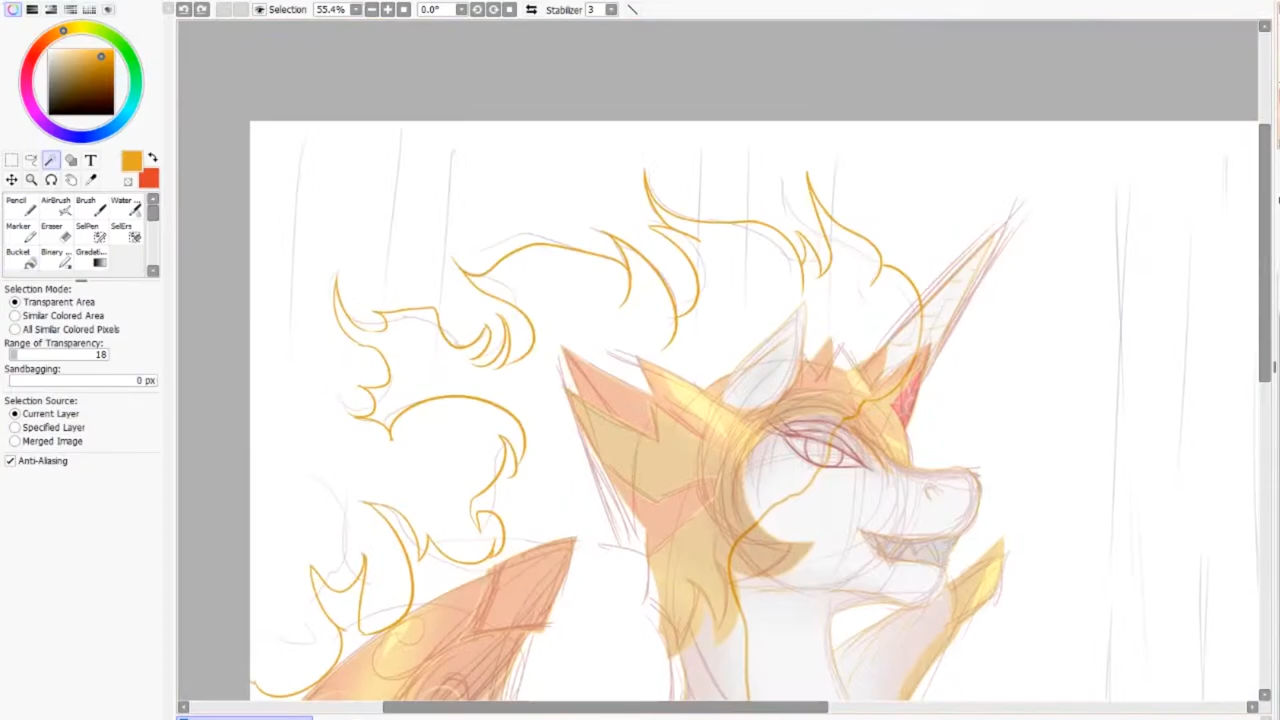 Selection 55.4% 0.0° Stabilizer 3
T
Pencil AirBrush Brush Water ...
Marker Eraser SelPen SelErs
Bucket Binary ... Gradati...
Selection Mode:
Transparent Area
Similar Colored Area
All Similar Colored Pixels
Range of Transparency:
18
Sandbagging:
0 px
Selection Source:
Current Layer
Specified Layer
Merged Image
Anti-Aliasing